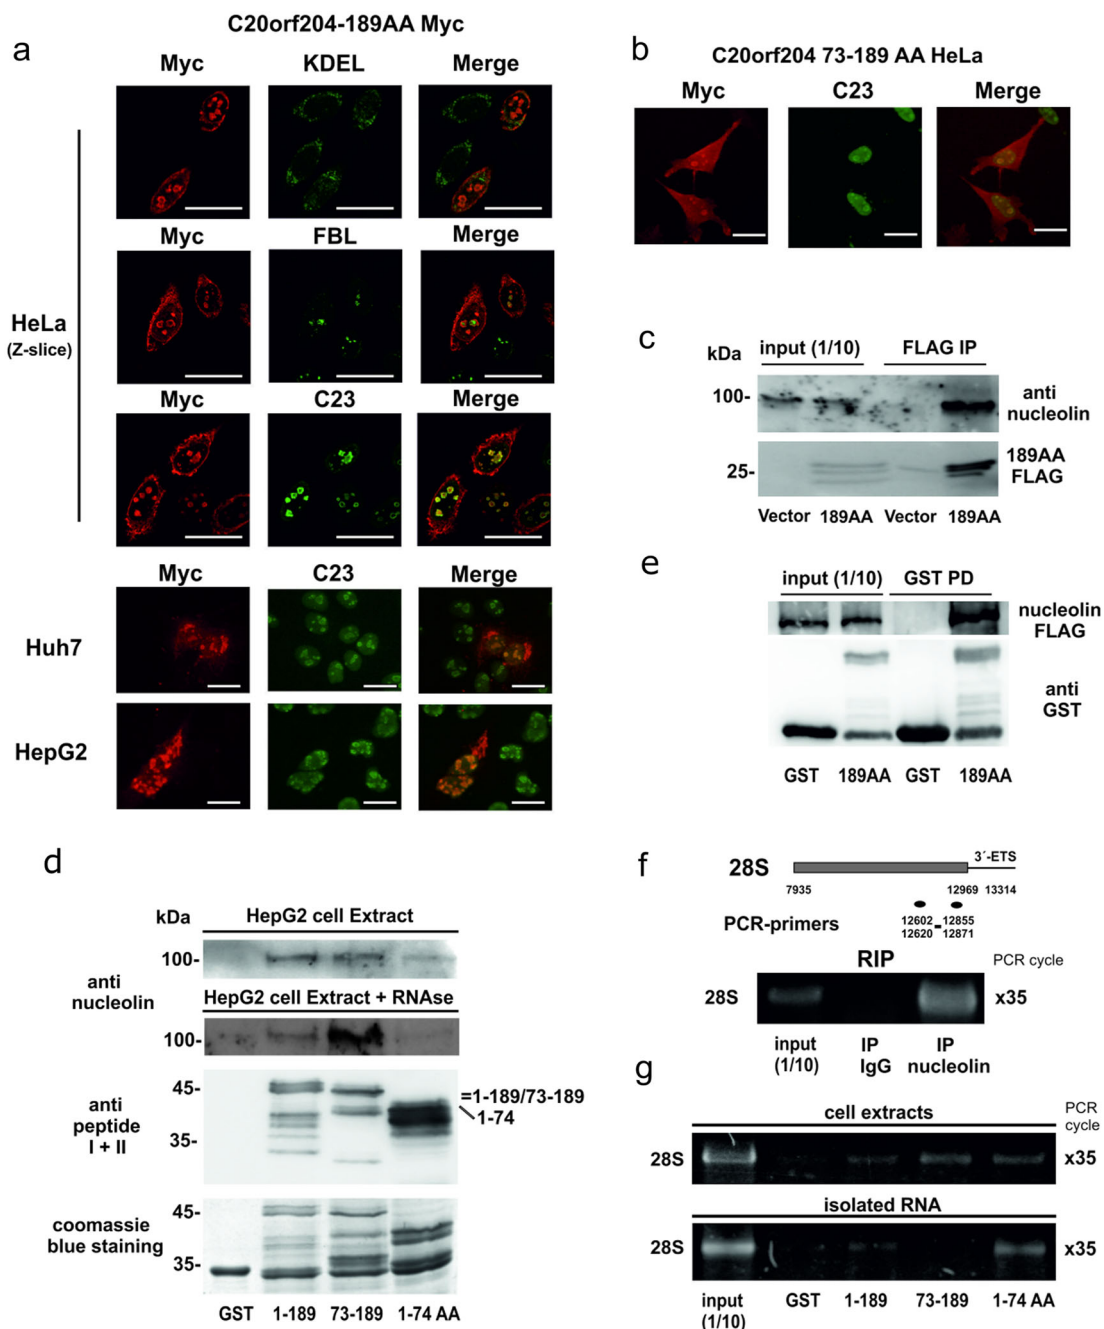 C20orf204-189AA Myc
a
Myc KDEL Merge
Myc FBL Merge
HeLa
(Z-slice)
Myc C23 Merge
Myc C23 Merge
Huh7
HepG2
b
C20orf204 73-189 AA HeLa
Myc C23 Merge
c
kDa input (1/10) FLAG IP
100- anti
nucleolin
25- 189AA
FLAG
Vector 189AA Vector 189AA
e
input (1/10) GST PD
nucleolin
FLAG
anti
GST
GST 189AA GST 189AA
d
kDa HepG2 cell Extract
100-
anti
nucleolin
HepG2 cell Extract + RNAse
100-
45-
=1-189/73-189
1-74
anti
peptide
I + II
35-
45-
coomassie
blue staining
35-
GST 1-189 73-189 1-74 AA
f
28S 3´-ETS
7935 12969 13314
PCR-primers 12602 - 12855
12620 12871
RIP PCR cycle
28S x35
input
(1/10)
IP
IgG
IP
nucleolin
g
cell extracts PCR
cycle
28S x35
isolated RNA
28S x35
input
(1/10)
GST 1-189 73-189 1-74 AA